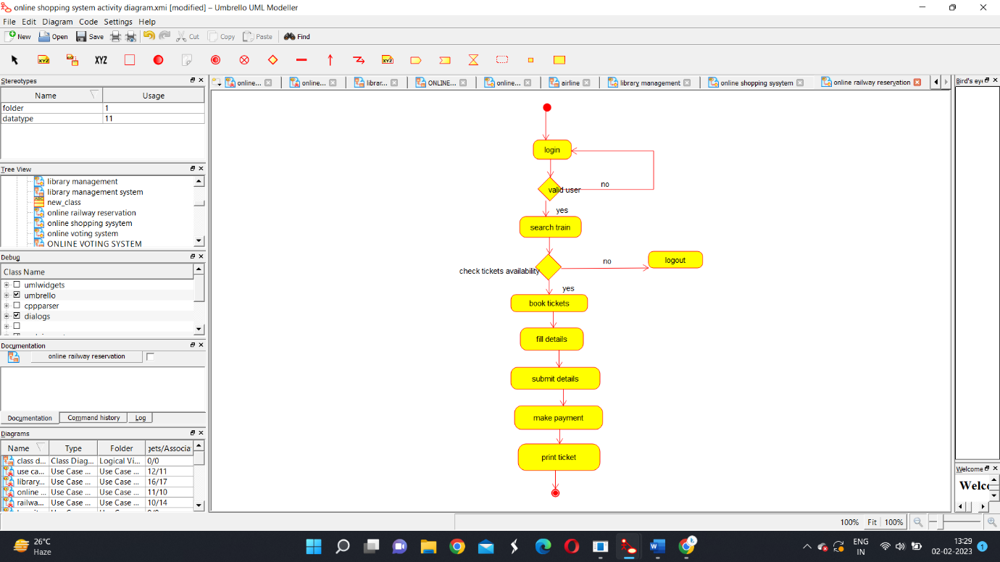 online shopping system activity diagram.xmi [modified] – Umbrello UML Modeller
File Edit Diagram Code Settings Help
New Open Save Cut Copy Paste Find
XYZ XYZ XYZ
Stereotypes
Name Usage
folder 1
datatype 11
Tree View
library management
library management system
ABC new_class
online railway reservation
online shopping sysytem
online voting system
ONLINE VOTING SYSTEM
Debug
Class Name
umlwidgets
umbrello
cppparser
dialogs
Documentation
online railway reservation
Documentation Command history Log
Diagrams
Name Type Folder gets/Associa
class d... Class Diag... Logical Vi... 0/0
use ca... Use Case ... Use Case ... 12/11
library... Use Case ... Use Case ... 16/17
online ... Use Case ... Use Case ... 11/10
railwa... Use Case ... Use Case ... 10/14
online... online... librar... ONLINE... online... airline library management online shopping sysytem online railway reservation
login
valid user no
yes
search train
check tickets availability no logout
yes
book tickets
fill details
submit details
make payment
print ticket
Bird's eye
Welcome
Welco
100% Fit 100%
26°C
Haze
ENG
IN
13:29
02-02-2023
1